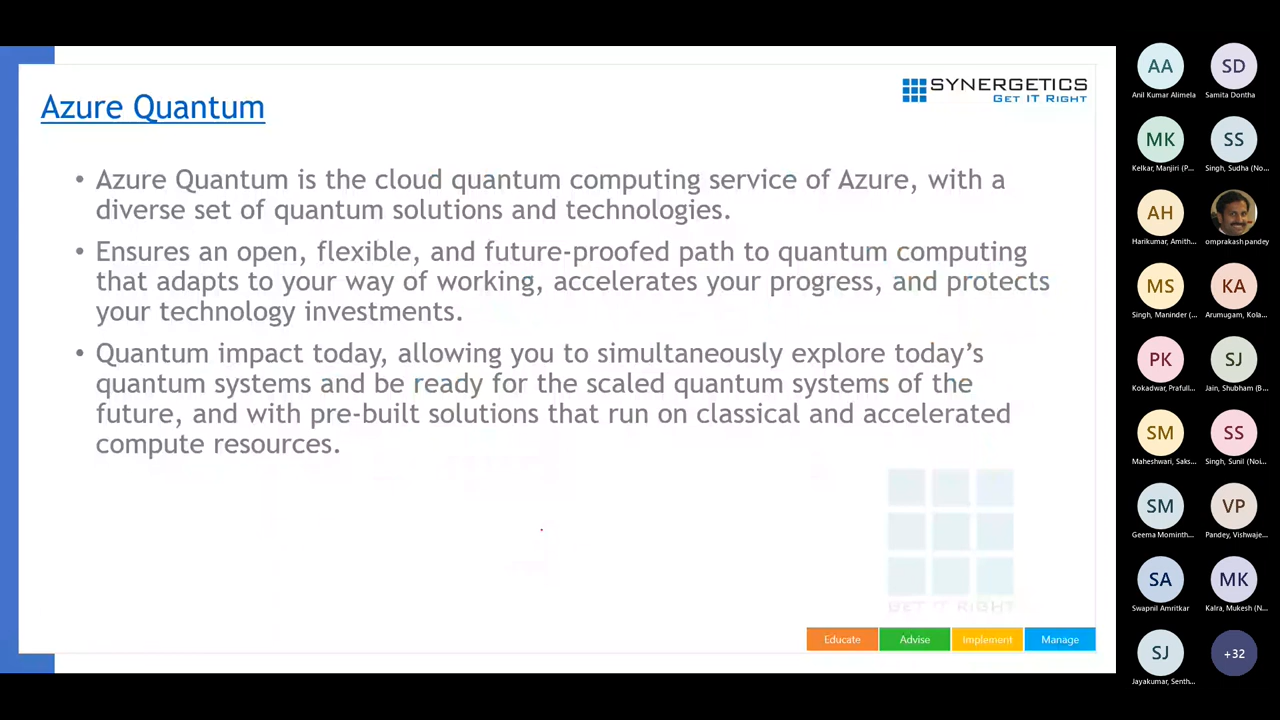 SYNERGETICS
GET IT RIGHT
Azure Quantum
• Azure Quantum is the cloud quantum computing service of Azure, with a
diverse set of quantum solutions and technologies.
• Ensures an open, flexible, and future-proofed path to quantum computing
that adapts to your way of working, accelerates your progress, and protects
your technology investments.
• Quantum impact today, allowing you to simultaneously explore today’s
quantum systems and be ready for the scaled quantum systems of the
future, and with pre-built solutions that run on classical and accelerated
compute resources.
GET IT RIGHT
Educate Advise Implement Manage
AA SD
Anil Kumar Alimela Samita Dontha
MK SS
Kelkar, Manjiri (P... Singh, Sudha (No...
AH
Harikumar, Amith... omprakash pandey
MS KA
Singh, Maninder (... Arumugam, Kola...
PK SJ
Kokadwar, Prafull... Jain, Shubham (B...
SM SS
Maheshwari, Saks... Singh, Sunil (Noi...
SM VP
Geema Mominth... Pandey, Vishwaje...
SA MK
Swapnil Amritkar Kalra, Mukesh (N...
SJ +32
Jayakumar, Senth...